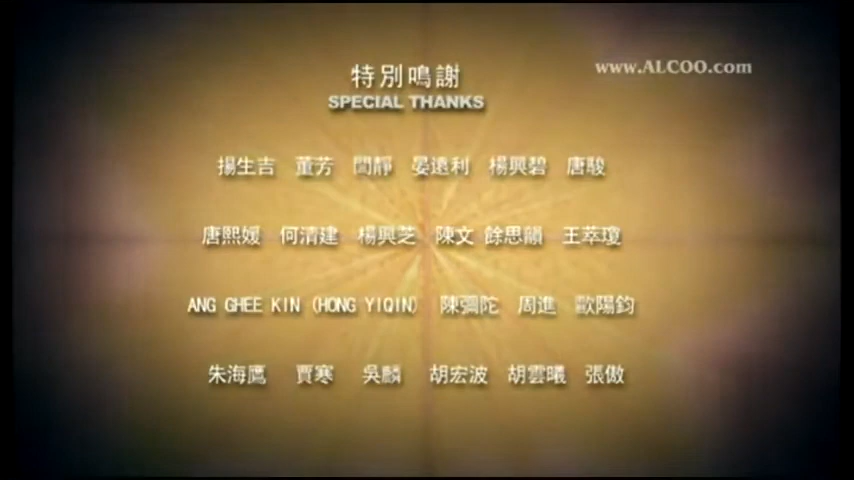 特別鳴謝
www.ALCOO.com
SPECIAL THANKS
揚生吉 董芳 閆靜 晏遠利 楊興碧 唐駿
唐熙媛 何清建 楊興芝 陳文 餘思韻 王萃瓊
ANG GHEE KIN (HONG YIQIN) 陳彌陀 周進 歐陽鈞
朱海鷹 賈寒 吳麟 胡宏波 胡雲曦 張傲